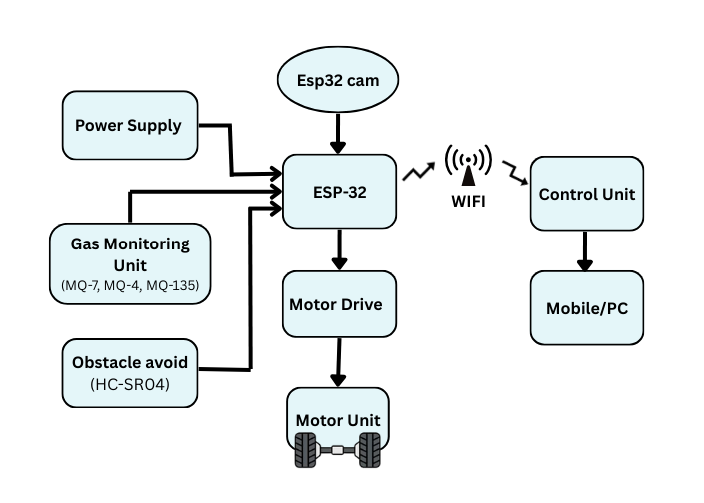 Esp32 cam
Power Supply
ESP-32
WIFI
Control Unit
Gas Monitoring
Unit
(MQ-7, MQ-4, MQ-135)
Motor Drive
Mobile/PC
Obstacle avoid
(HC-SR04)
Motor Unit